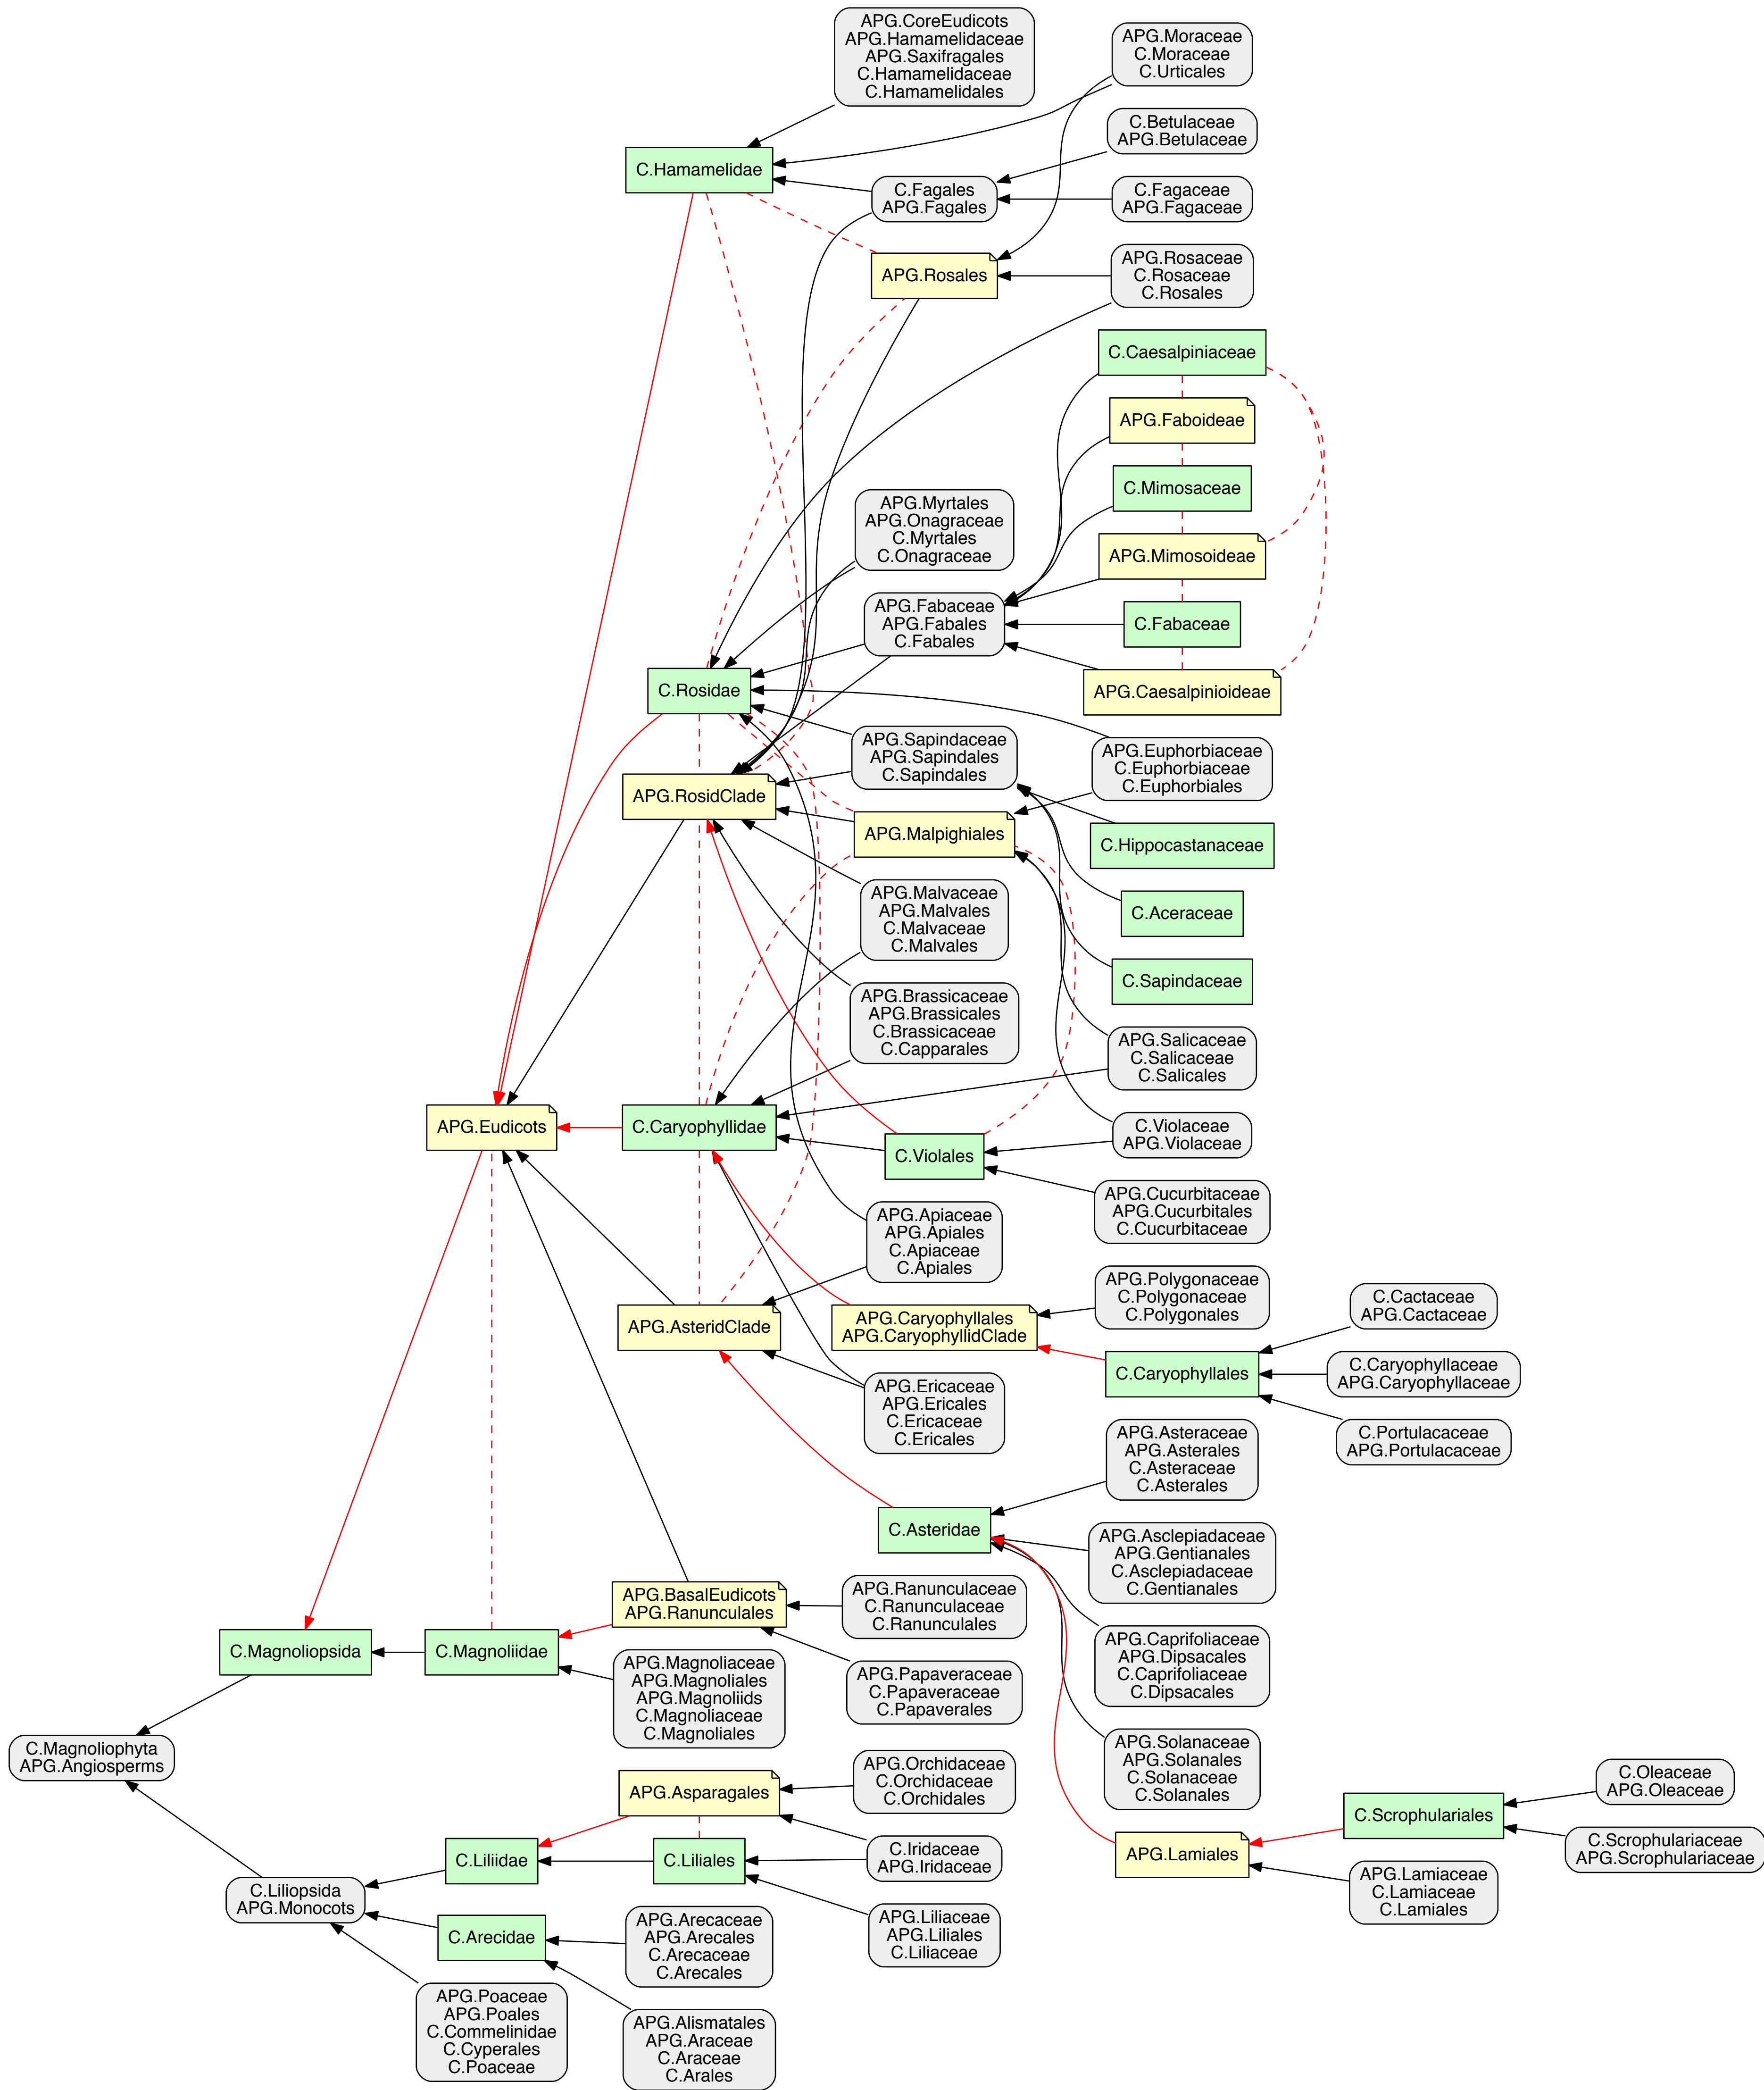 APG.CoreEudicots
APG.Hamamelidaceae
APG.Saxifragales
C.Hamamelidaceae
C.Hamamelidales
APG.Moraceae
C.Moraceae
C.Urticales
C.Betulaceae
APG.Betulaceae
C.Hamamelidae
C.Fagales
APG.Fagales
C.Fagaceae
APG.Fagaceae
APG.Rosales
APG.Rosaceae
C.Rosaceae
C.Rosales
C.Caesalpiniaceae
APG.Faboideae
C.Mimosaceae
APG.Myrtales
APG.Onagraceae
C.Myrtales
C.Onagraceae
APG.Mimosoideae
APG.Fabaceae
APG.Fabales
C.Fabales
C.Fabaceae
C.Rosidae
APG.Caesalpinioideae
APG.Sapindaceae
APG.Sapindales
C.Sapindales
APG.Euphorbiaceae
C.Euphorbiaceae
C.Euphorbiales
APG.RosidClade
APG.Malpighiales
C.Hippocastanaceae
APG.Malvaceae
APG.Malvales
C.Malvaceae
C.Malvales
C.Aceraceae
C.Sapindaceae
APG.Brassicaceae
APG.Brassicales
C.Brassicaceae
C.Capparales
APG.Salicaceae
C.Salicaceae
C.Salicales
APG.Eudicots
C.Caryophyllidae
C.Violales
C.Violaceae
APG.Violaceae
APG.Cucurbitaceae
APG.Cucurbitales
C.Cucurbitaceae
APG.Apiaceae
APG.Apiales
C.Apiaceae
C.Apiales
APG.Polygonaceae
C.Polygonaceae
C.Polygonales
C.Cactaceae
APG.Cactaceae
APG.AsteridClade
APG.Caryophyllales
APG.CaryophyllidClade
C.Caryophyllales
C.Caryophyllaceae
APG.Caryophyllaceae
APG.Ericaceae
APG.Ericales
C.Ericaceae
C.Ericales
C.Portulacaceae
APG.Portulacaceae
APG.Asteraceae
APG.Asterales
C.Asteraceae
C.Asterales
C.Asteridae
APG.Asclepiadaceae
APG.Gentianales
C.Asclepiadaceae
C.Gentianales
APG.BasalEudicots
APG.Ranunculales
APG.Ranunculaceae
C.Ranunculaceae
C.Ranunculales
C.Magnoliopsida
C.Magnoliidae
APG.Magnoliaceae
APG.Magnoliales
APG.Magnoliids
C.Magnoliaceae
C.Magnoliales
APG.Papaveraceae
C.Papaveraceae
C.Papaverales
APG.Caprifoliaceae
APG.Dipsacales
C.Caprifoliaceae
C.Dipsacales
C.Magnoliophyta
APG.Angiosperms
APG.Solanaceae
APG.Solanales
C.Solanaceae
C.Solanales
APG.Asparagales
APG.Orchidaceae
C.Orchidaceae
C.Orchidales
C.Oleaceae
APG.Oleaceae
C.Scrophulariales
C.Scrophulariaceae
APG.Scrophulariaceae
APG.Lamiales
C.Liliidae
C.Liliales
C.Iridaceae
APG.Iridaceae
APG.Lamiaceae
C.Lamiaceae
C.Lamiales
C.Liliopsida
APG.Monocots
C.Arecidae
APG.Arecaceae
APG.Arecales
C.Arecaceae
C.Arecales
APG.Liliaceae
APG.Liliales
C.Liliaceae
APG.Poaceae
APG.Poales
C.Commelinidae
C.Cyperales
C.Poaceae
APG.Alismatales
APG.Araceae
C.Araceae
C.Arales